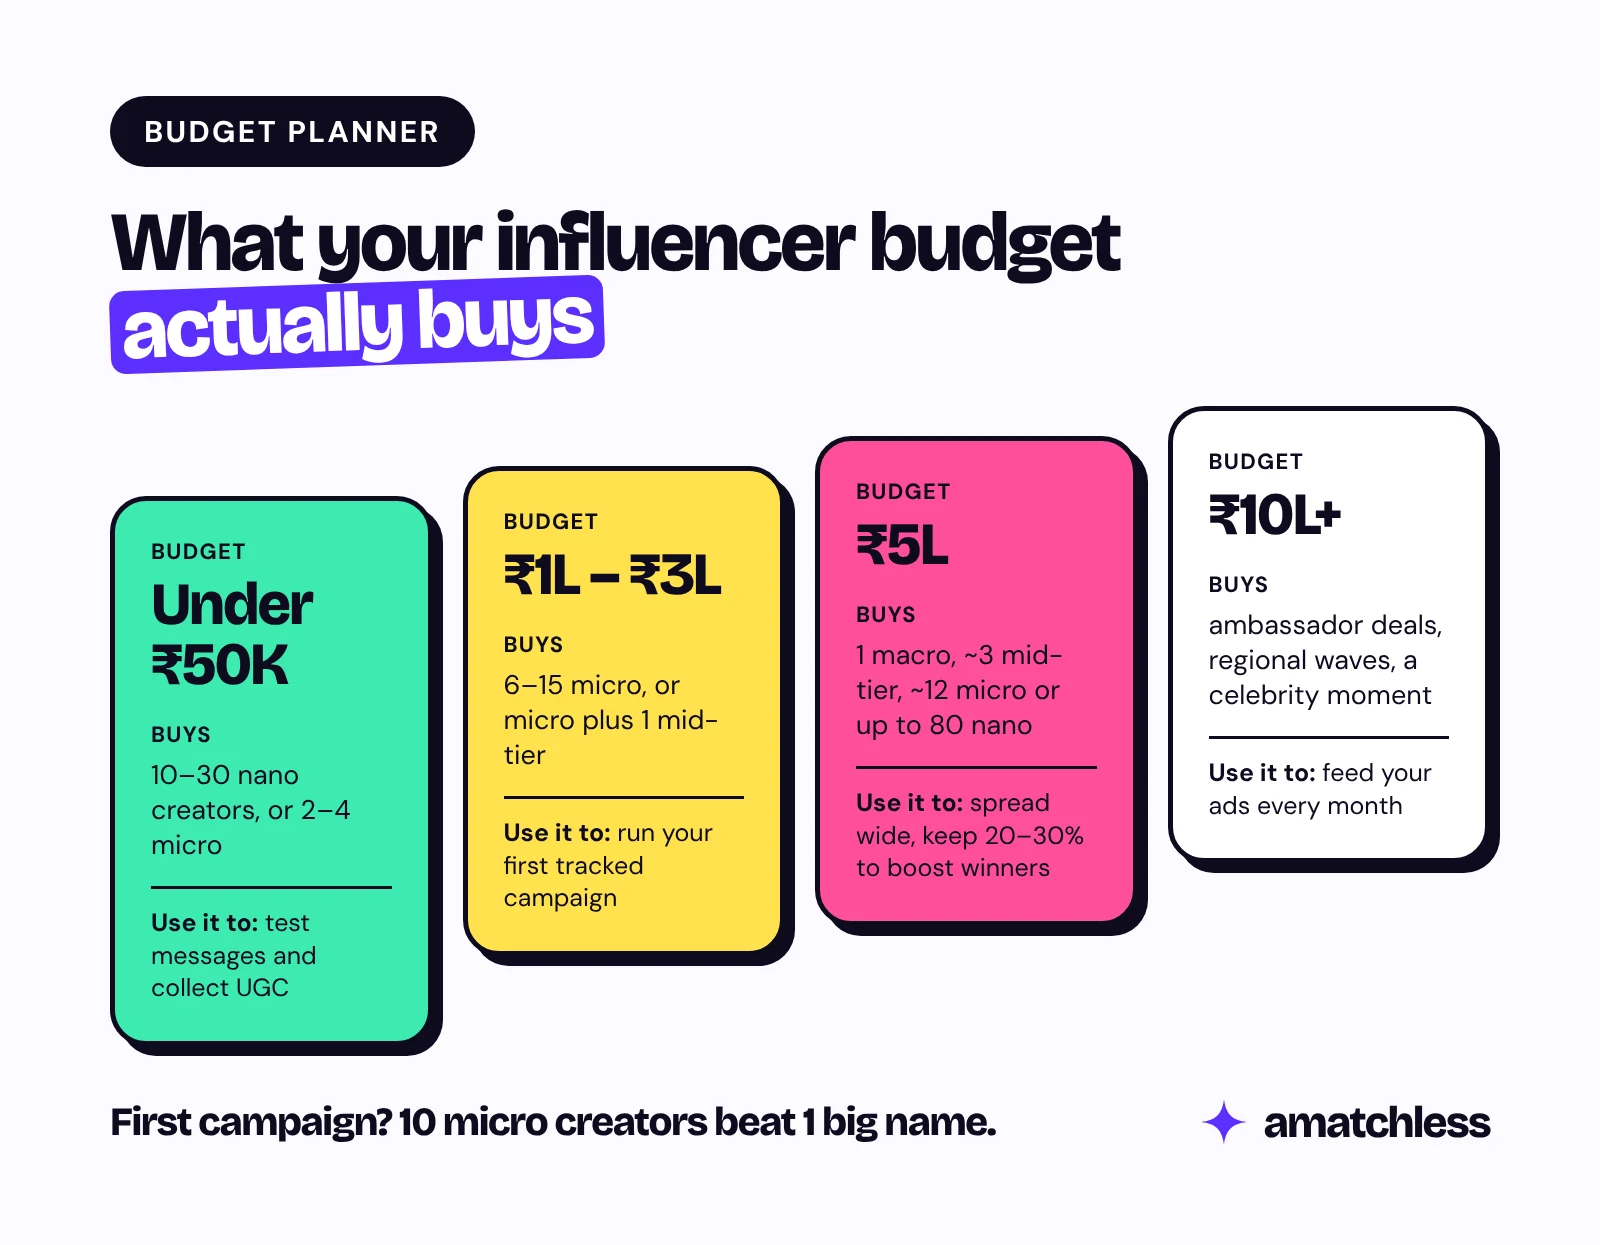 BUDGET PLANNER
What your influencer budget
actually buys
BUDGET
Under
₹50K
BUYS
10–30 nano
creators, or 2–4
micro
Use it to: test
messages and
collect UGC
BUDGET
₹1L – ₹3L
BUYS
6–15 micro, or
micro plus 1 mid-
tier
Use it to: run your
first tracked
campaign
BUDGET
₹5L
BUYS
1 macro, ~3 mid-
tier, ~12 micro or
up to 80 nano
Use it to: spread
wide, keep 20–30%
to boost winners
BUDGET
₹10L+
BUYS
ambassador deals,
regional waves, a
celebrity moment
Use it to: feed your
ads every month
First campaign? 10 micro creators beat 1 big name.
amatchless